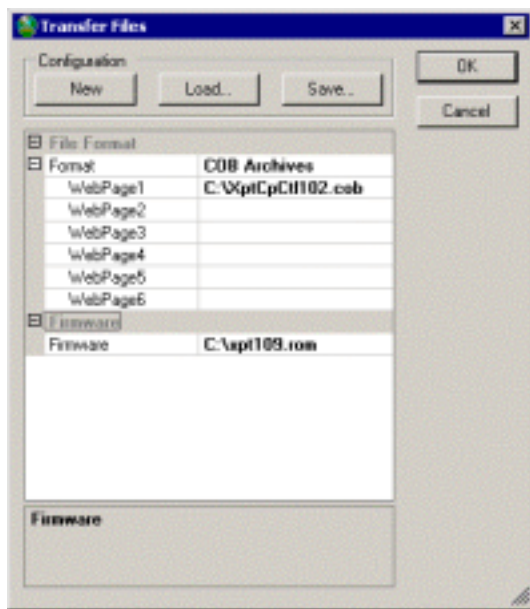 Transfer Files
Configuration
New Load... Save...
OK
Cancel
File Format
Format COB Archives
WebPage1 C:\XptCpCtl102.cob
WebPage2
WebPage3
WebPage4
WebPage5
WebPage6
Firmware
Firmware C:\xpt109.rom
Firmware